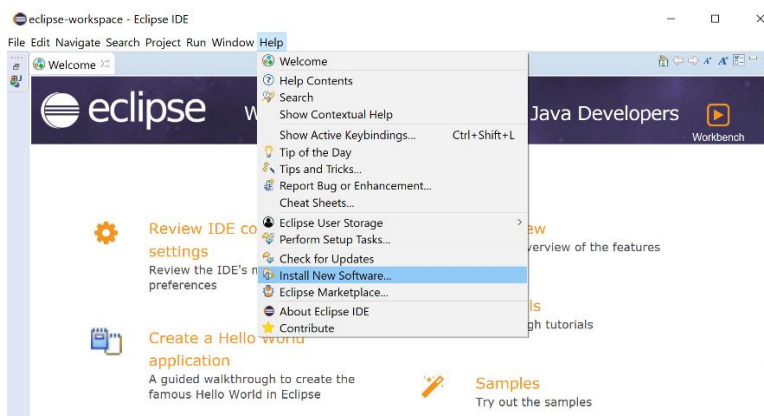 eclipse-workspace - Eclipse IDE
File Edit Navigate Search Project Run Window Help
Welcome
eclipse
W
Java Developers
Workbench
Welcome
Help Contents
Search
Show Contextual Help
Show Active Keybindings... Ctrl+Shift+L
Tip of the Day
Tips and Tricks...
Report Bug or Enhancement...
Cheat Sheets...
Eclipse User Storage
Perform Setup Tasks...
Check for Updates
Install New Software...
Eclipse Marketplace...
About Eclipse IDE
Contribute
Review IDE co
settings
Review the IDE's m
preferences
Create a Hello World
application
A guided walkthrough to create the
famous Hello World in Eclipse
ew
verview of the features
ls
gh tutorials
Samples
Try out the samples